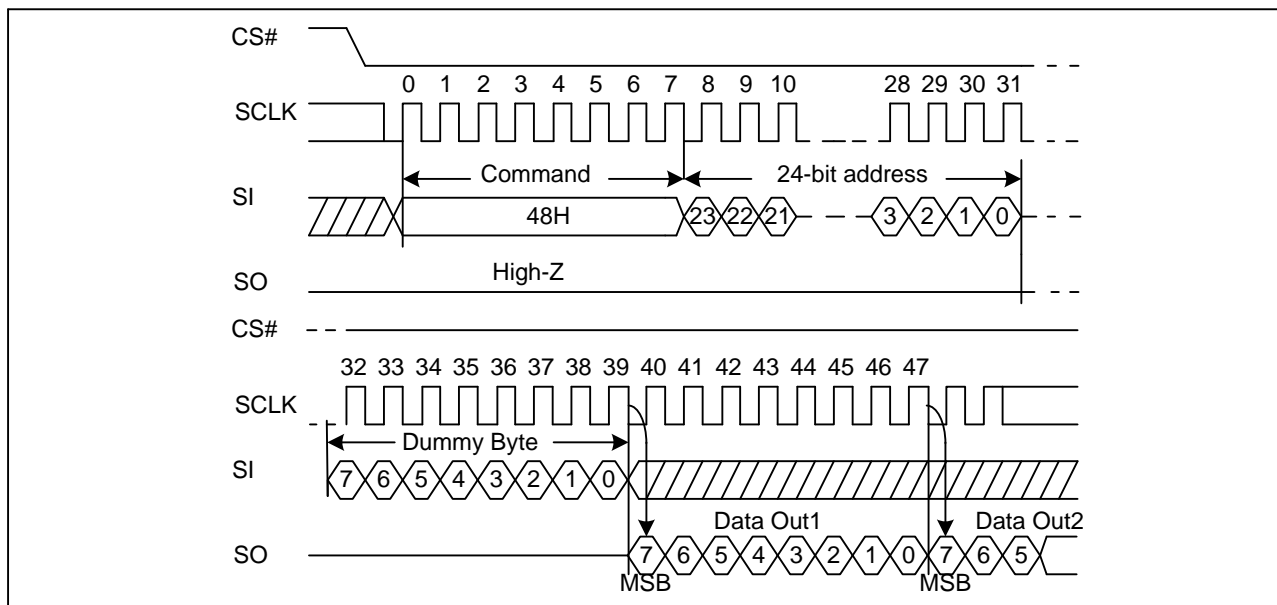 CS#
0 1 2 3 4 5 6 7 8 9 10 28 29 30 31
SCLK
Command 24-bit address
SI
48H 23 22 21 3 2 1 0
High-Z
SO
CS#
32 33 34 35 36 37 38 39 40 41 42 43 44 45 46 47
SCLK
Dummy Byte
SI
7 6 5 4 3 2 1 0
Data Out1 Data Out2
SO
7 6 5 4 3 2 1 0 7 6 5
MSB MSB